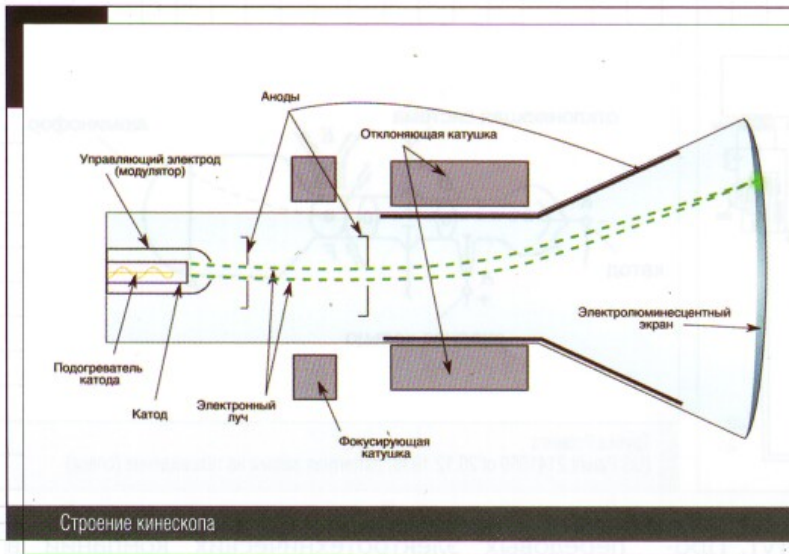 Аноды
Отклоняющая катушка
Управляющий электрод
(модулятор)
Электролюминесцентный
экран
Подогреватель
катода
Катод
Электронный
луч
Фокусирующая
катушка
Строение кинескопа